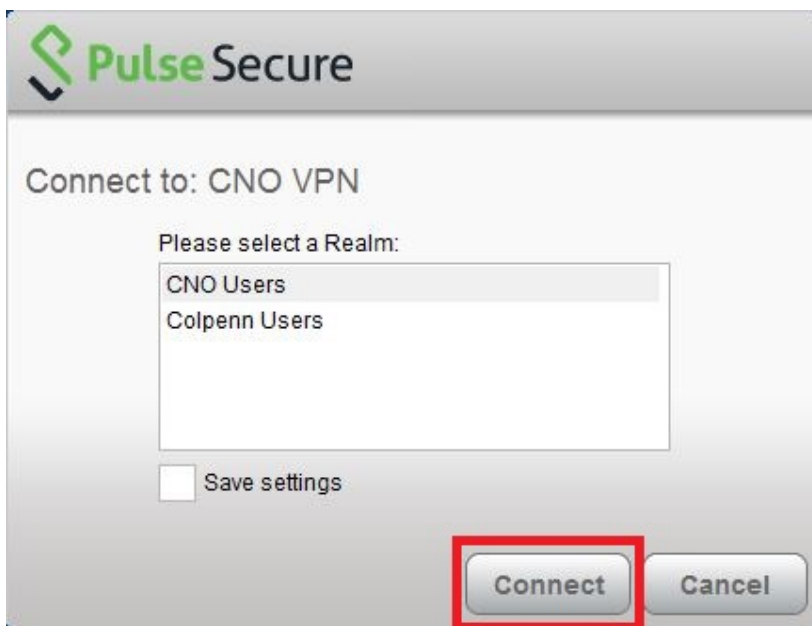 Pulse Secure
Connect to: CNO VPN
Please select a Realm:
CNO Users
Colpenn Users
Save settings
Connect Cancel